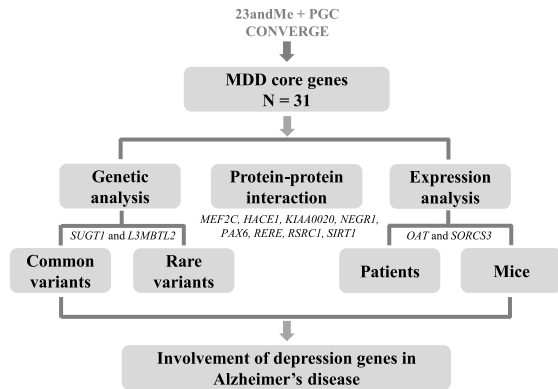 23andMe + PGC
CONVERGE
MDD core genes
N = 31
Genetic
analysis
Protein-protein
interaction
Expression
analysis
SUGT1 and L3MBTL2
MEF2C, HACE1, KIAA0020, NEGR1,
PAX6, RERE, RSRC1, SIRT1
OAT and SORCS3
Common
variants
Rare
variants
Patients
Mice
Involvement of depression genes in
Alzheimer's disease